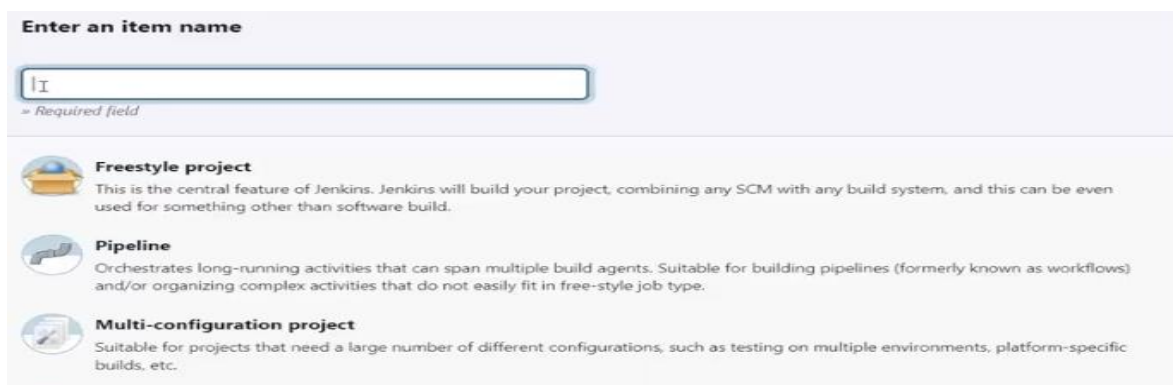 Enter an item name
» Required field
Freestyle project
This is the central feature of Jenkins. Jenkins will build your project, combining any SCM with any build system, and this can be even
used for something other than software build.
Pipeline
Orchestrates long-running activities that can span multiple build agents. Suitable for building pipelines (formerly known as workflows)
and/or organizing complex activities that do not easily fit in free-style job type.
Multi-configuration project
Suitable for projects that need a large number of different configurations, such as testing on multiple environments, platform-specific
builds, etc.